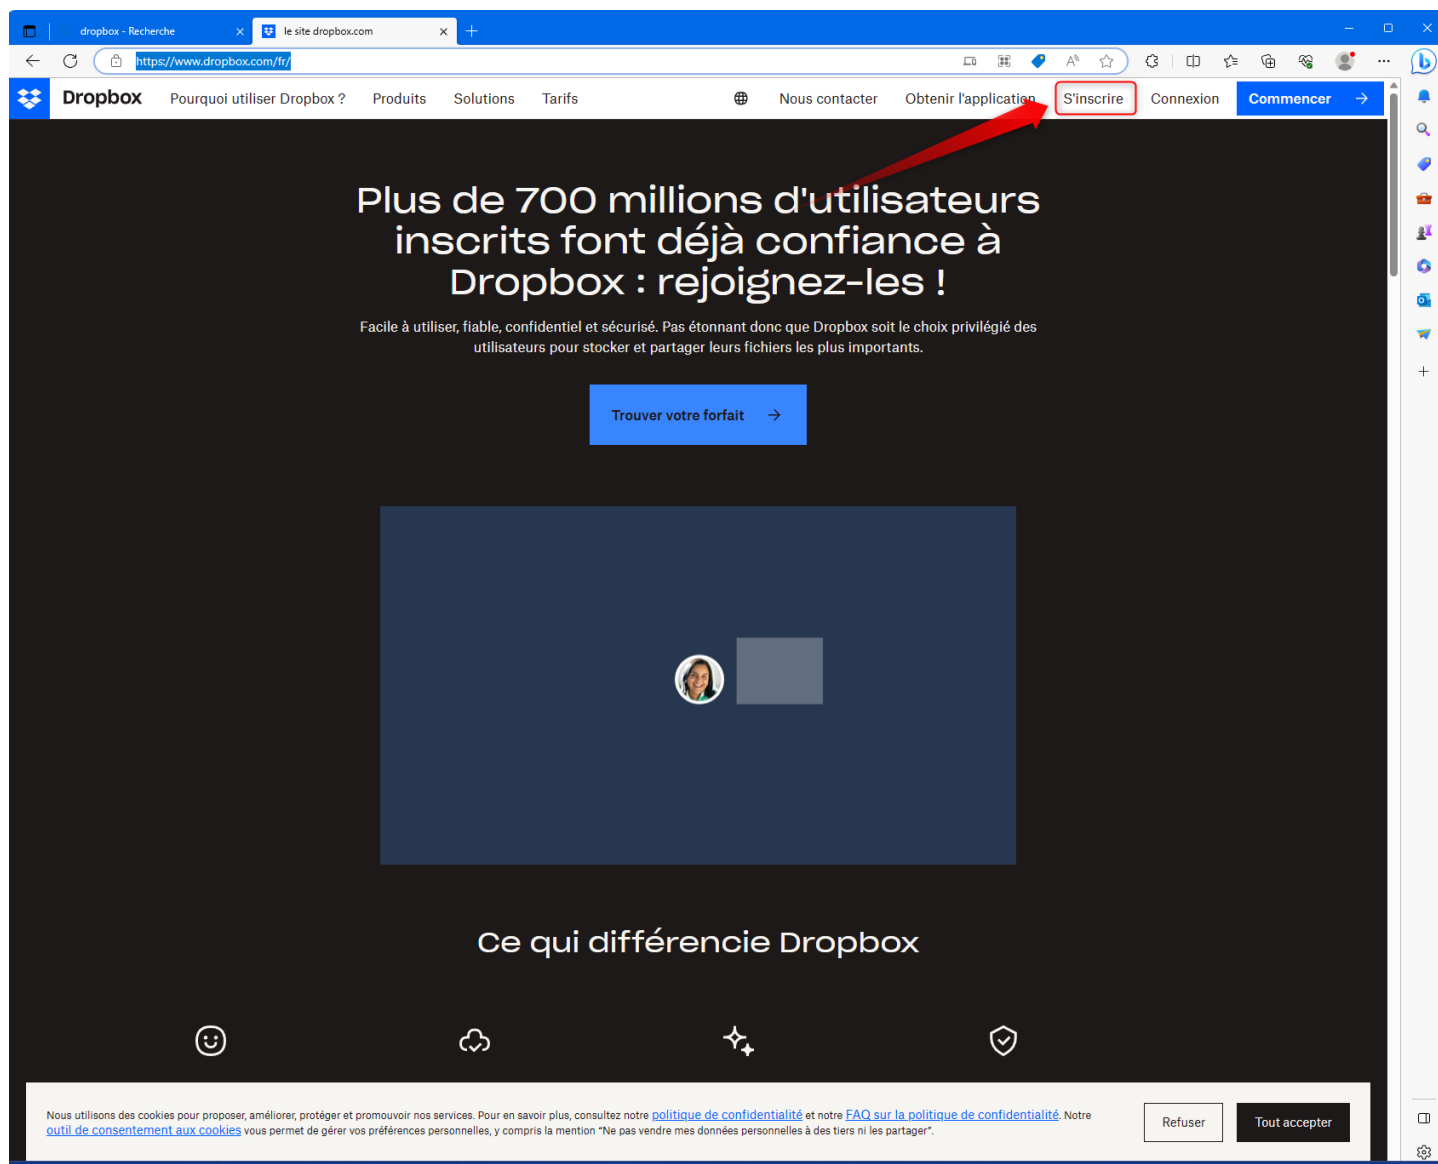 dropbox - Recherche
le site dropbox.com
https://www.dropbox.com/fr/
Dropbox Pourquoi utiliser Dropbox ? Produits Solutions Tarifs Nous contacter Obtenir l'application S'inscrire Connexion Commencer →
Plus de 700 millions d'utilisateurs
inscrits font déjà confiance à
Dropbox : rejoignez-les !
Facile à utiliser, fiable, confidentiel et sécurisé. Pas étonnant donc que Dropbox soit le choix privilégié des
utilisateurs pour stocker et partager leurs fichiers les plus importants.
Trouver votre forfait →
Ce qui différencie Dropbox
Nous utilisons des cookies pour proposer, améliorer, protéger et promouvoir nos services. Pour en savoir plus, consultez notre politique de confidentialité et notre FAQ sur la politique de confidentialité. Notre
outil de consentement aux cookies vous permet de gérer vos préférences personnelles, y compris la mention “Ne pas vendre mes données personnelles à des tiers ni les partager”.
Refuser
Tout accepter